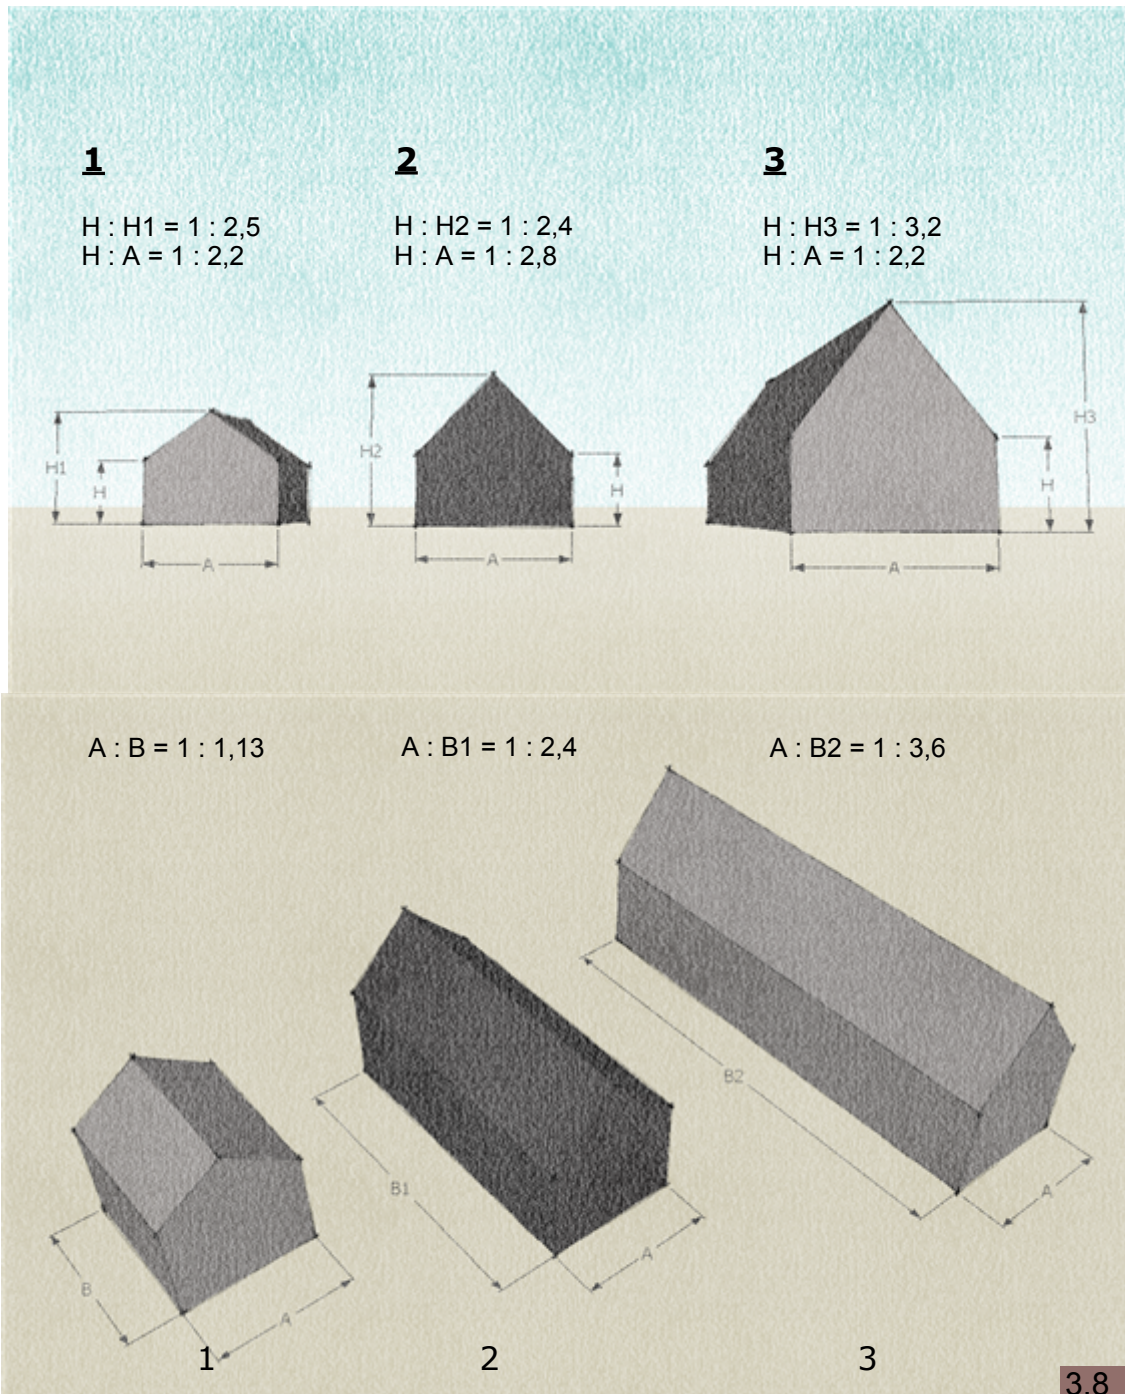 1
H : H1 = 1 : 2,5
H : A = 1 : 2,2
2
H : H2 = 1 : 2,4
H : A = 1 : 2,8
3
H : H3 = 1 : 3,2
H : A = 1 : 2,2
H1
H
A
H2
H
A
H3
H
A
A : B = 1 : 1,13
A : B1 = 1 : 2,4
A : B2 = 1 : 3,6
B
A
B1
A
B2
A
1
2
3
3.8